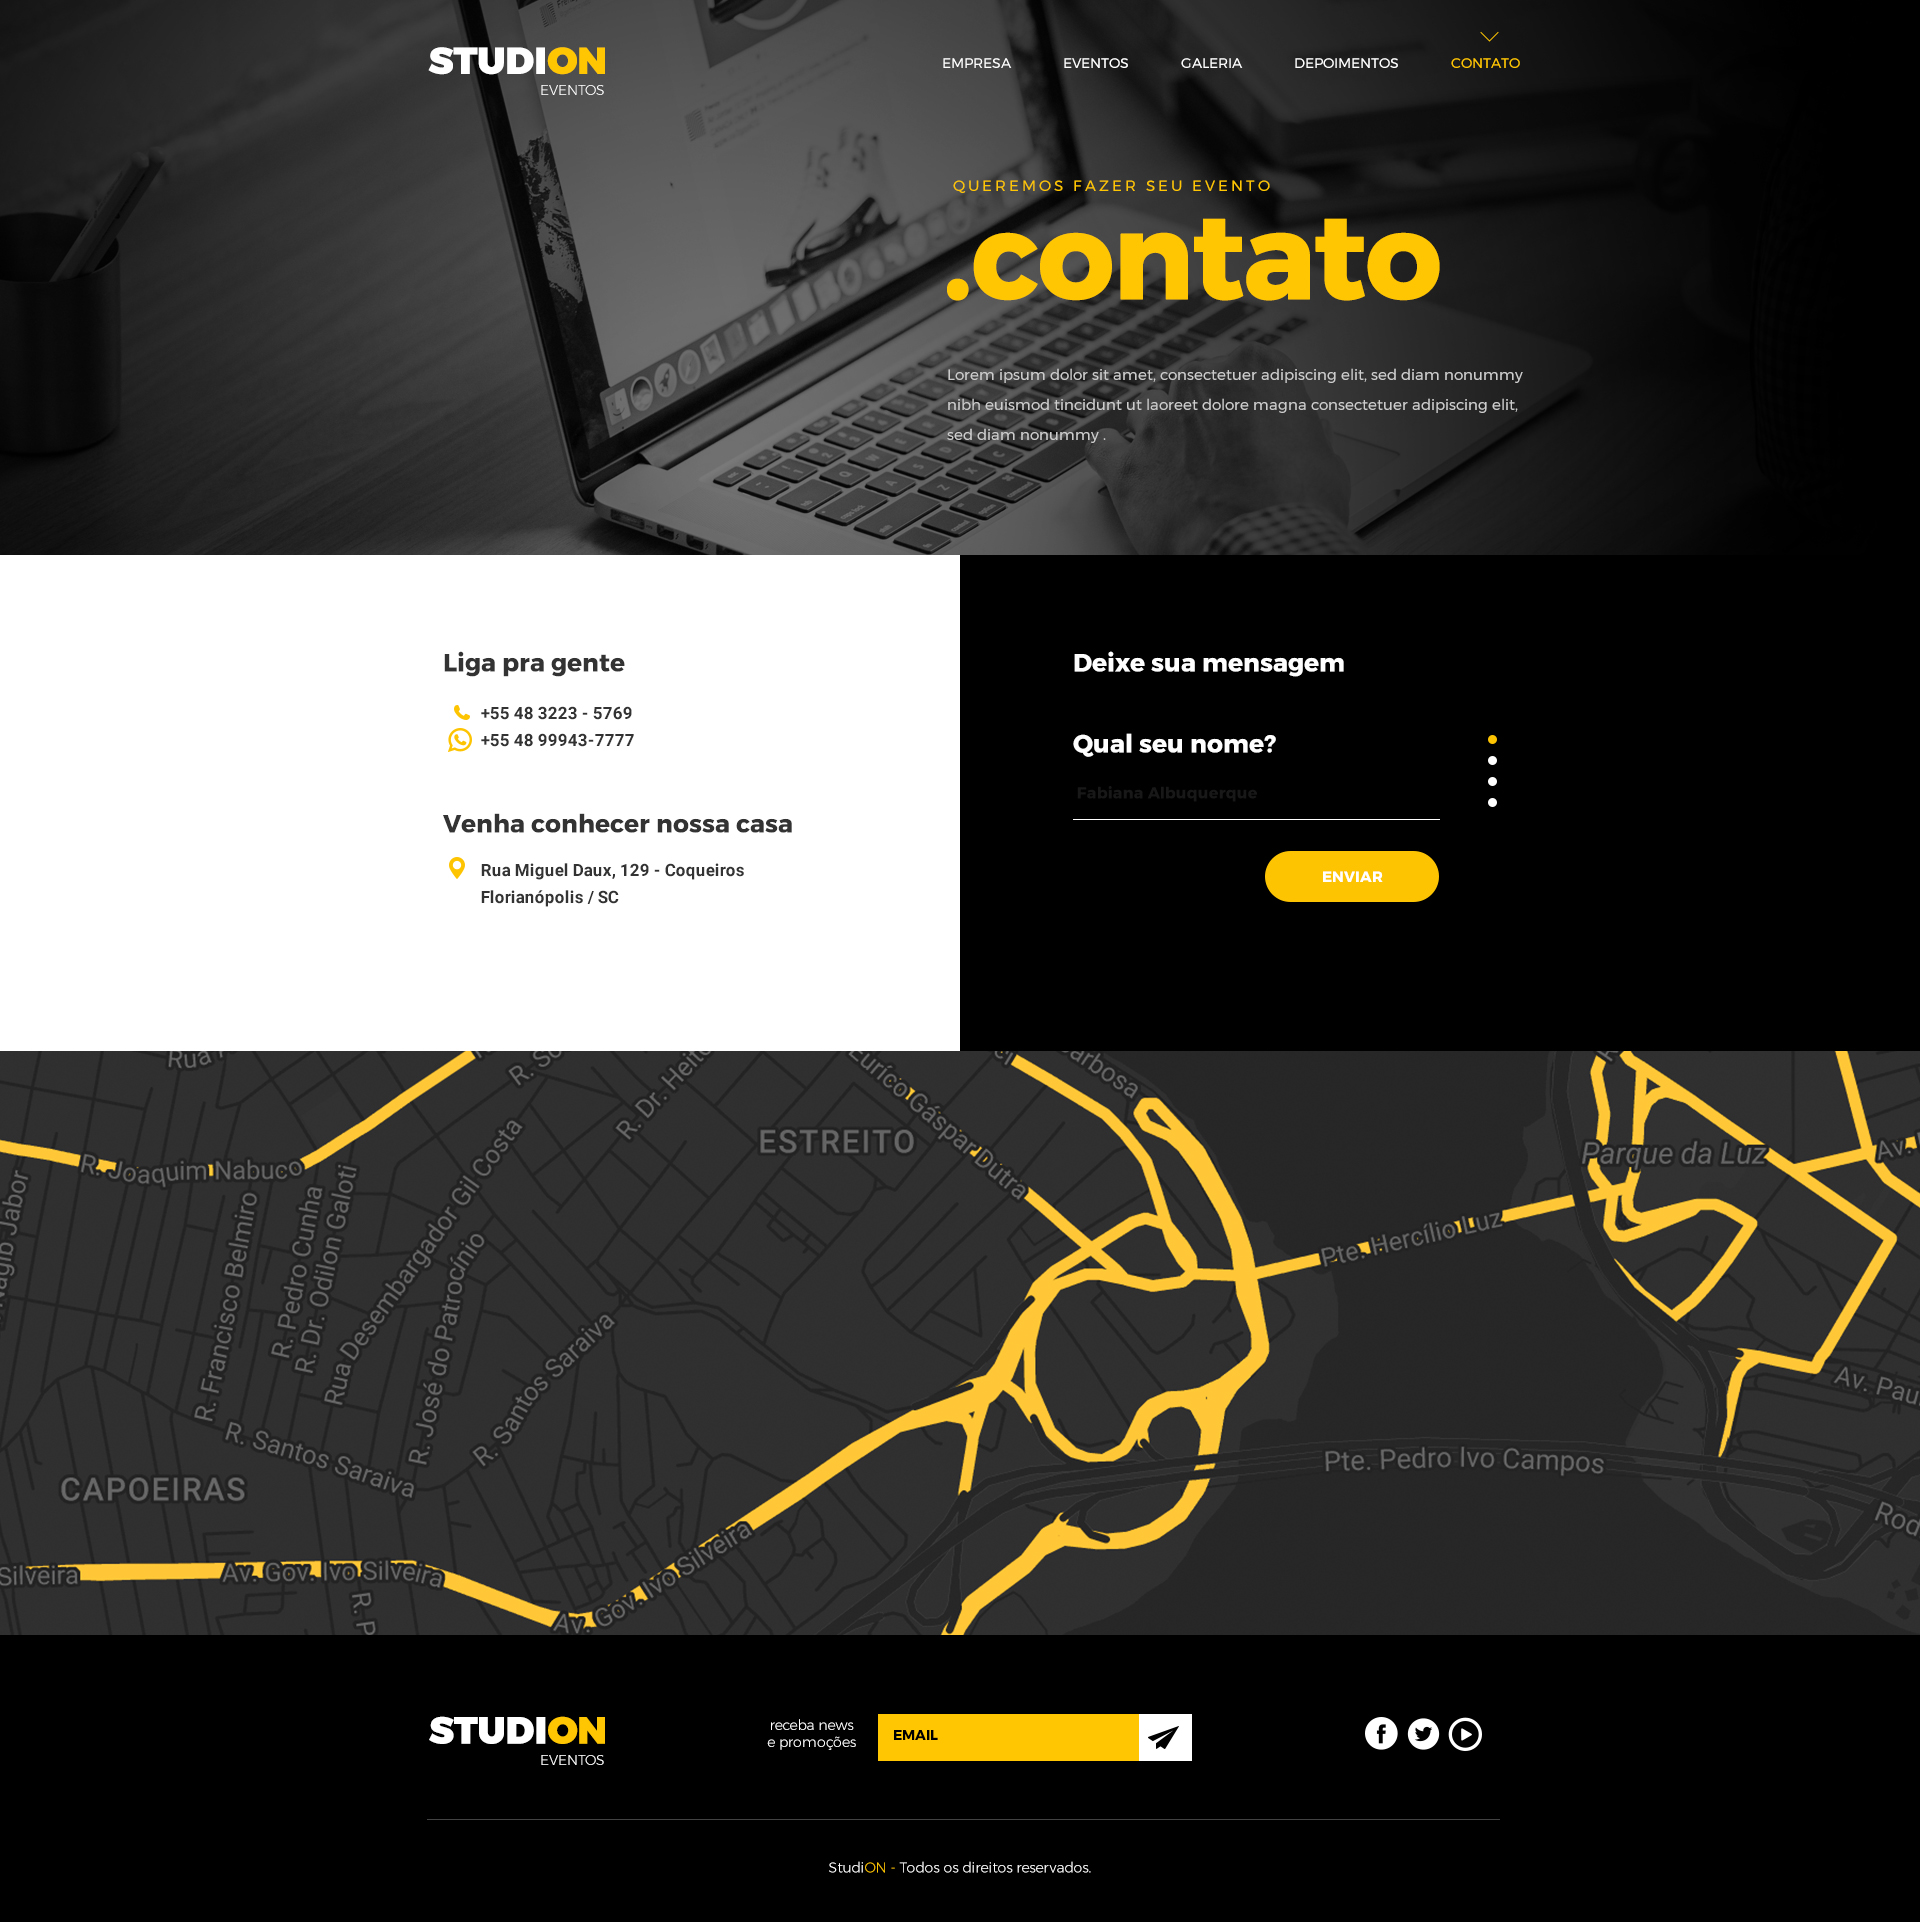 STUDION
EVENTOS
EMPRESA
EVENTOS
GALERIA
DEPOIMENTOS
CONTATO
QUEREMOS FAZER SEU EVENTO
.contato
Lorem ipsum dolor sit amet, consectetuer adipiscing elit, sed diam nonummy
nibh euismod tincidunt ut laoreet dolore magna consectetuer adipiscing elit,
sed diam nonummy .
Liga pra gente
+55 48 3223 - 5769
+55 48 99943-7777
Venha conhecer nossa casa
Rua Miguel Daux, 129 - Coqueiros
Florianópolis / SC
Deixe sua mensagem
Qual seu nome?
Fabiana Albuquerque
ENVIAR
Rua
R. Dr. Heito
Eurico Gaspar Dutra
arbosa
ESTREITO
R. Joaquim Nabuco
Nagib Jabor
R. Francisco Belmiro
R. Pedro Cunha
R. Dr. Odilon Galoti
Rua Desembargador Gil Costa
R. José do Patrocínio
R. Santos Saraiva
R. Santos Saraiva
Parque da Luz
Av.
Pte. Hercílio Luz
Av. Pau
Pte. Pedro Ivo Campos
Rod
CAPOEIRAS
Silveira
Av. Gov. Ivo Silveira
R. P
Av. Gov. Ivo Silveira
STUDION
EVENTOS
receba news
e promoções
EMAIL
StudiON - Todos os direitos reservados.